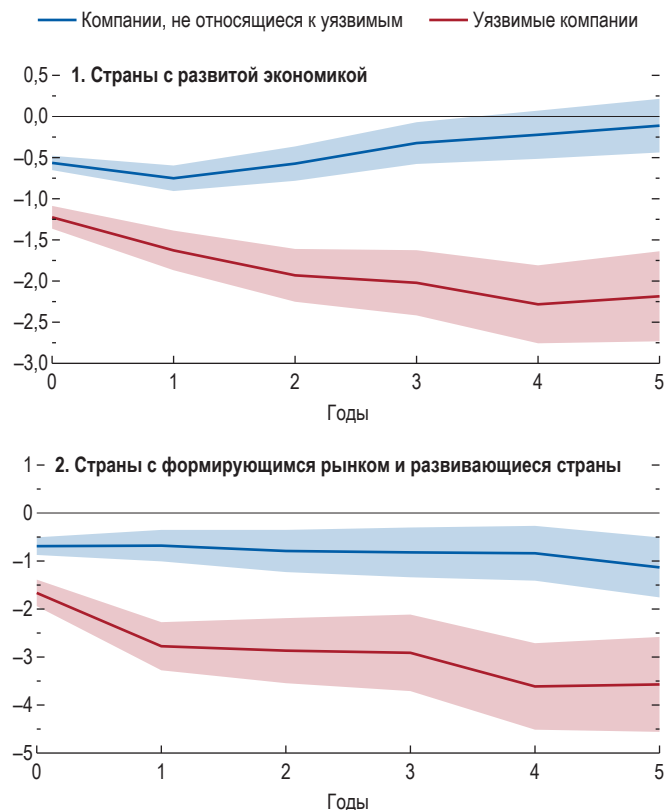 Компании, не относящиеся к уязвимым
Уязвимые компании
1. Страны с развитой экономикой
0,5
0,0
–0,5
–1,0
–1,5
–2,0
–2,5
–3,0
0 1 2 3 4 5
Годы
2. Страны с формирующимся рынком и развивающиеся страны
1
0
–1
–2
–3
–4
–5
0 1 2 3 4 5
Годы